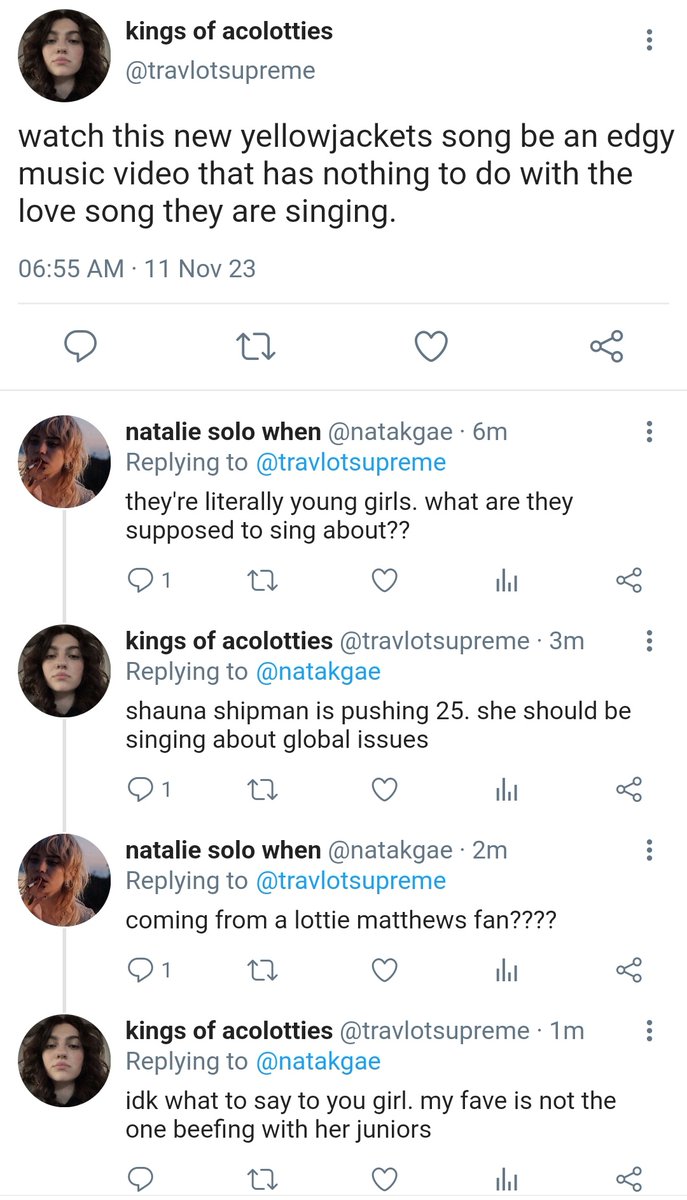 kings of acolotties
@travlotsupreme
watch this new yellowjackets song be an edgy
music video that has nothing to do with the
love song they are singing.
06:55 AM · 11 Nov 23
natalie solo when @natakgae · 6m
Replying to @travlotsupreme
they're literally young girls. what are they
supposed to sing about??
1
kings of acolotties @travlotsupreme · 3m
Replying to @natakgae
shauna shipman is pushing 25. she should be
singing about global issues
1
natalie solo when @natakgae · 2m
Replying to @travlotsupreme
coming from a lottie matthews fan????
1
kings of acolotties @travlotsupreme · 1m
Replying to @natakgae
idk what to say to you girl. my fave is not the
one beefing with her juniors